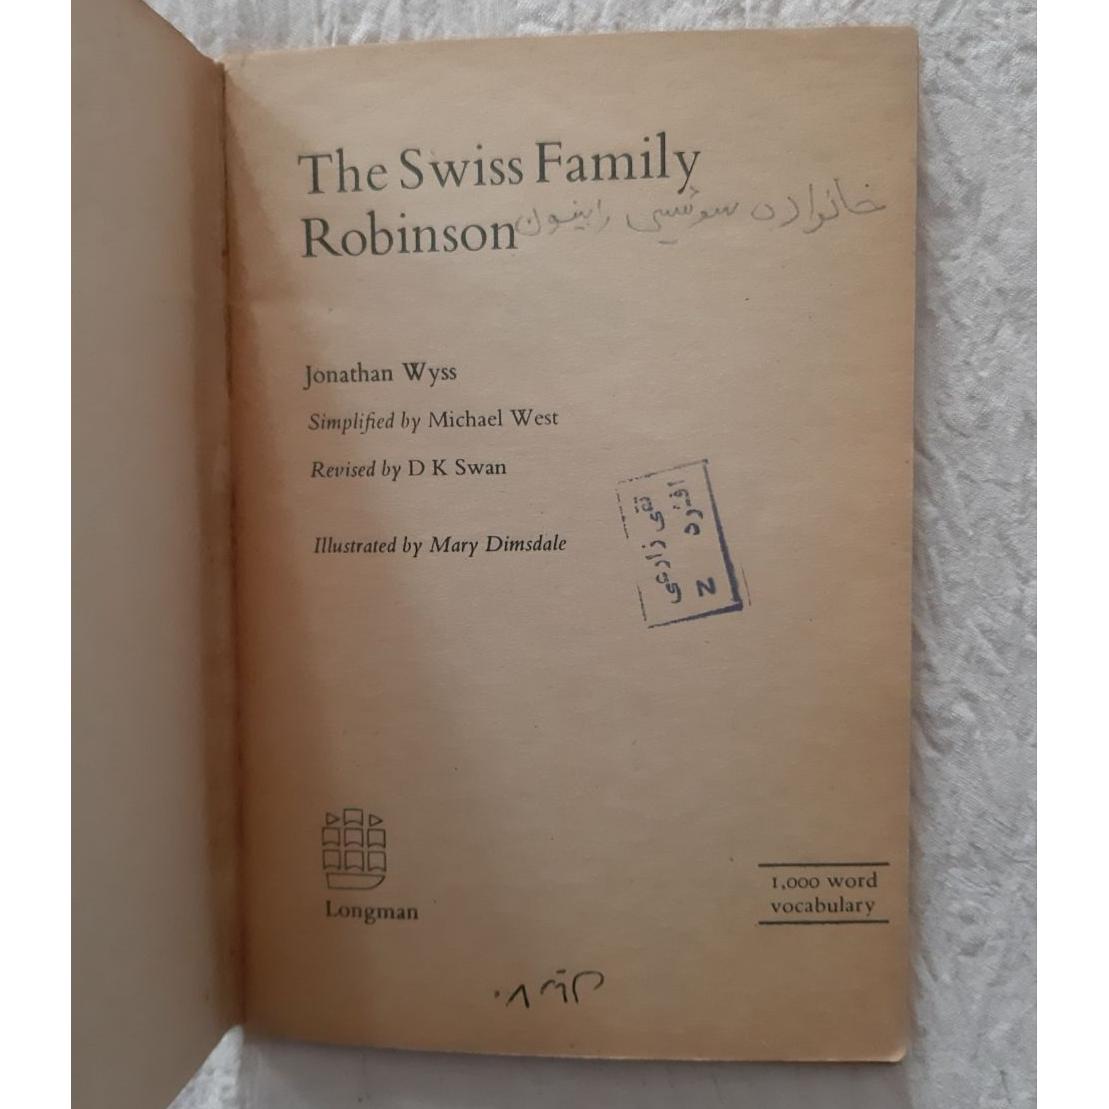 The Swiss Family
Robinson
خانواده سوئیسی رابینسون
Jonathan Wyss
Simplified by Michael West
Revised by D K Swan
Illustrated by Mary Dimsdale
تقی زارعی
Longman
1,000 word
vocabulary